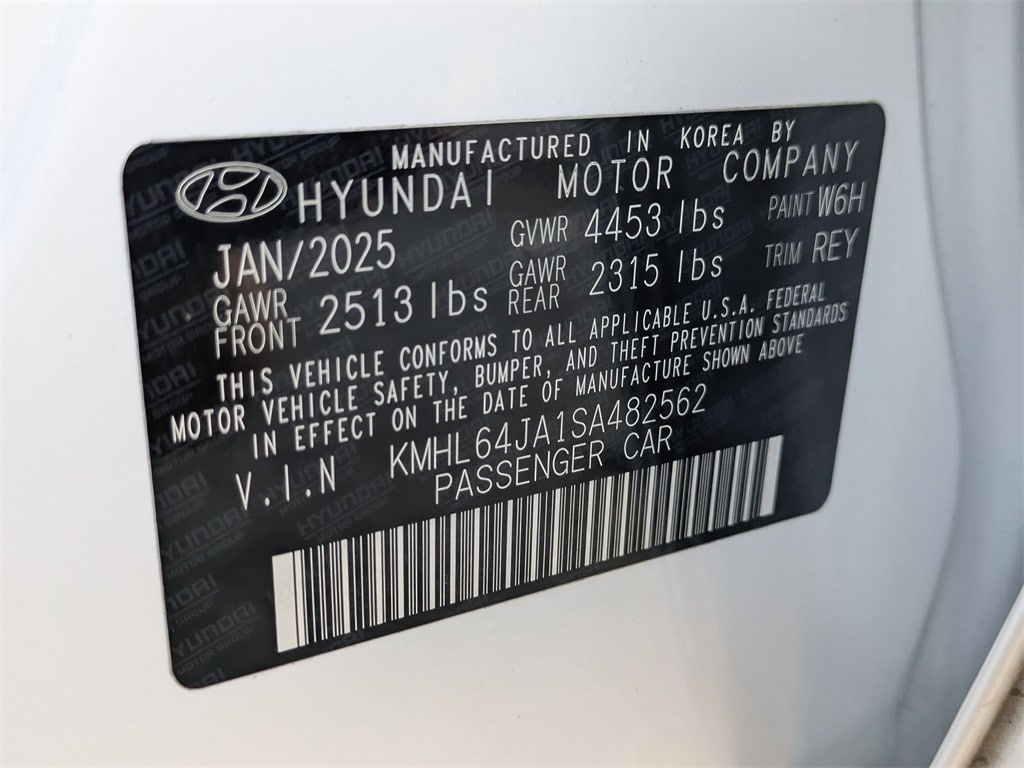 MANUFACTURED IN KOREA BY
HYUNDAI MOTOR COMPANY
JAN/2025 GVWR 4453 lbs PAINT W6H
GAWR FRONT 2513 lbs GAWR REAR 2315 lbs TRIM REY
THIS VEHICLE CONFORMS TO ALL APPLICABLE U.S.A. FEDERAL
MOTOR VEHICLE SAFETY, BUMPER, AND THEFT PREVENTION STANDARDS
IN EFFECT ON THE DATE OF MANUFACTURE SHOWN ABOVE
V.I.N KMHL64JA1SA482562
PASSENGER CAR